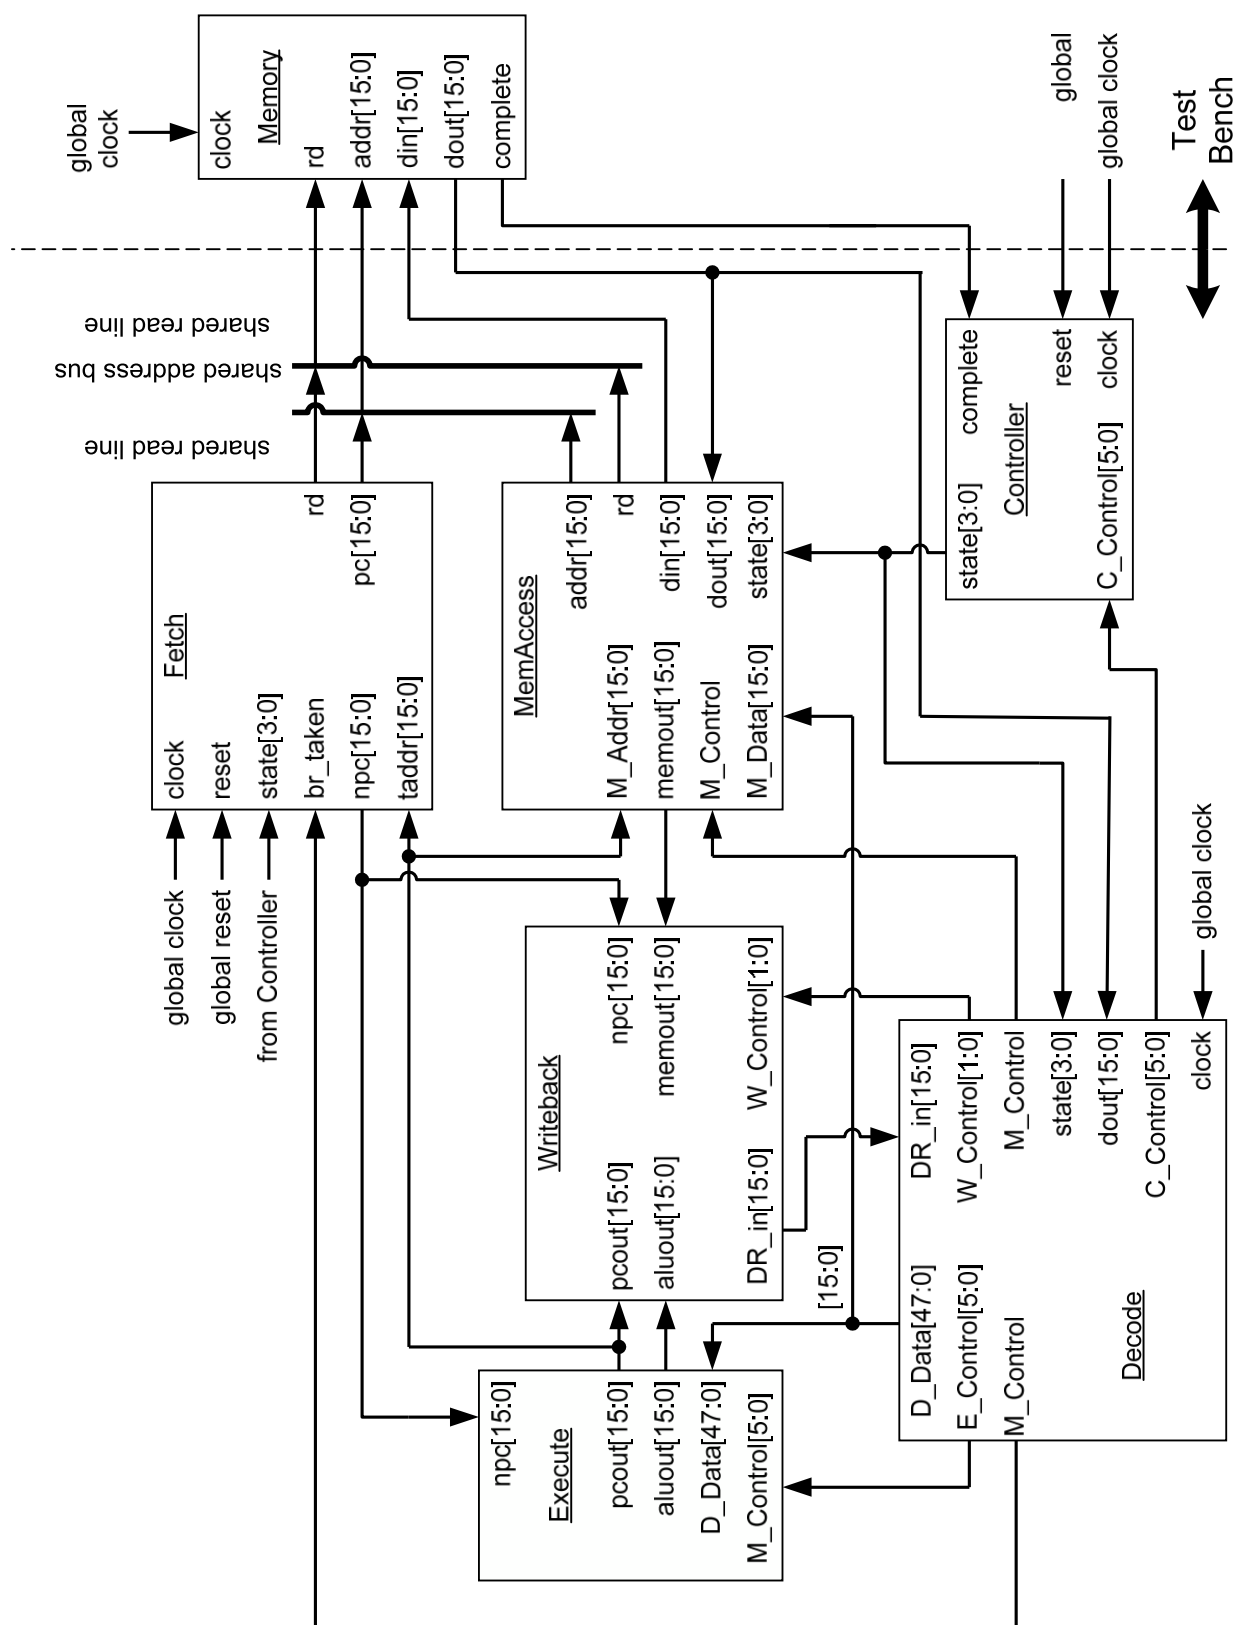 global clock
global reset
from Controller
Fetch
clock
reset
state[3:0]
br_taken
npc[15:0]
taddr[15:0]
rd
pc[15:0]
shared read line
shared address bus
shared read line
global
clock
clock
Memory
rd
addr[15:0]
din[15:0]
dout[15:0]
complete
Execute
npc[15:0]
pcout[15:0]
aluout[15:0]
D_Data[47:0]
M_Control[5:0]
Writeback
pcout[15:0]
aluout[15:0]
DR_in[15:0]
npc[15:0]
memout[15:0]
W_Control[1:0]
MemAccess
M_Addr[15:0]
memout[15:0]
M_Control
M_Data[15:0]
addr[15:0]
rd
din[15:0]
dout[15:0]
state[3:0]
[15:0]
D_Data[47:0]
E_Control[5:0]
M_Control
Decode
DR_in[15:0]
W_Control[1:0]
M_Control
state[3:0]
dout[15:0]
C_Control[5:0]
clock
global clock
Controller
state[3:0]
C_Control[5:0]
complete
reset
clock
global
global clock
Test
Bench